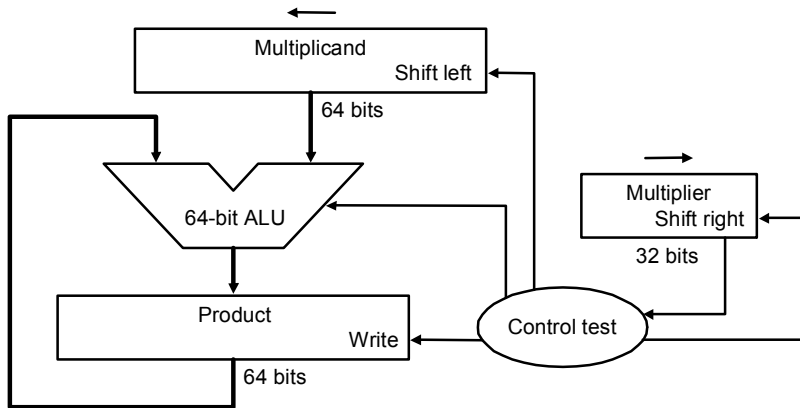 Multiplicand
Shift left
64 bits
64-bit ALU
Multiplier
Shift right
32 bits
Product
Write
64 bits
Control test